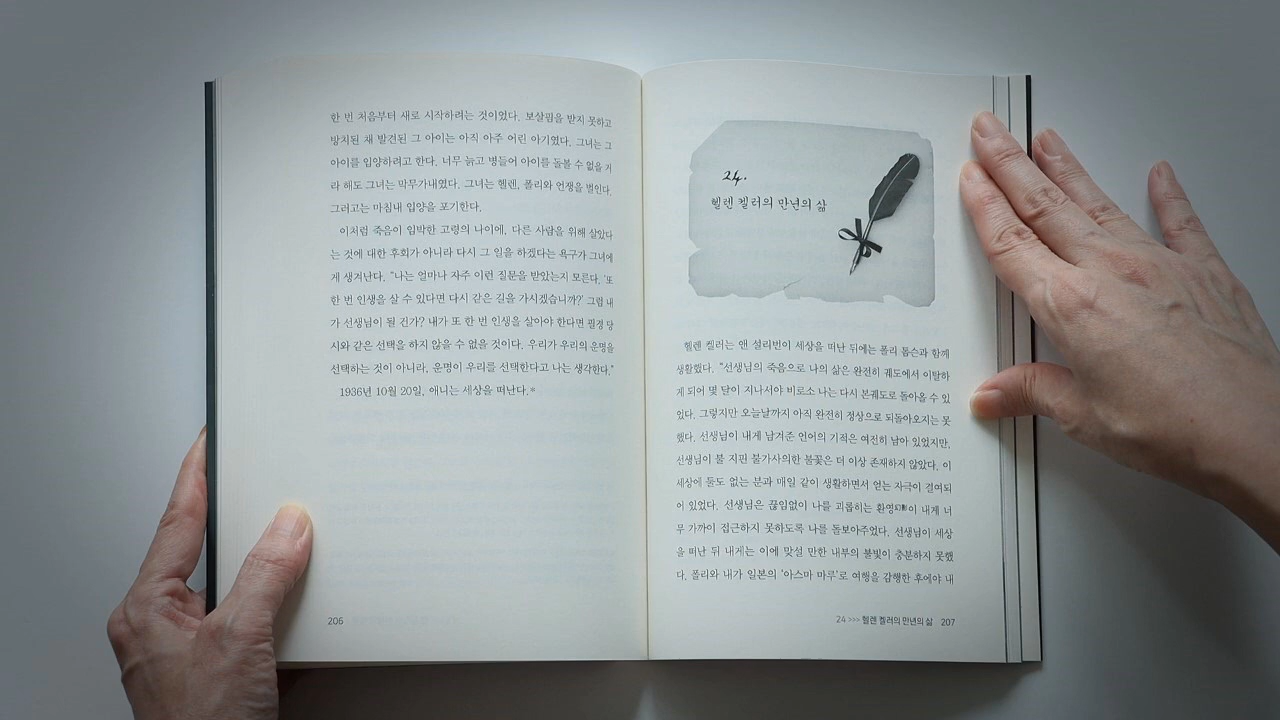 한 번 처음부터 새로 시작하려는 것이었다. 보살핌을 받지 못하고
방치된 채 발견된 그 아이는 아직 아주 어린 아기였다. 그녀는 그
아이를 입양하려고 한다. 너무 늙고 병들어 아이를 돌볼 수 없을 거
라 해도 그녀는 막무가내였다. 그녀는 헬렌, 폴리와 언쟁을 벌인다.
그러고는 마침내 입양을 포기한다.
이처럼 죽음이 임박한 고령의 나이에, 다른 사람을 위해 살았다
는 것에 대한 후회가 아니라 다시 그 일을 하겠다는 욕구가 그녀에
게 생겨난다. "나는 얼마나 자주 이런 질문을 받았는지 모른다. '또
한 번 인생을 살 수 있다면 다시 같은 길을 가시겠습니까?' 그럼 내
가 선생님이 될 건가? 내가 또 한 번 인생을 살아야 한다면 필경 당
시와 같은 선택을 하지 않을 수 없을 것이다. 우리가 우리의 운명을
선택하는 것이 아니라, 운명이 우리를 선택한다고 나는 생각한다."
1936년 10월 20일, 애니는 세상을 떠난다.*
206
24.
헬렌 켈러의 만년의 삶
헬렌 켈러는 앤 설리번이 세상을 떠난 뒤에는 폴리 톰슨과 함께
생활했다. "선생님의 죽음으로 나의 삶은 완전히 궤도에서 이탈하
게 되어 몇 달이 지나서야 비로소 나는 다시 본궤도로 돌아올 수 있
었다. 그렇지만 오늘날까지 아직 완전히 정상으로 되돌아오지는 못
했다. 선생님이 내게 남겨준 언어의 기적은 여전히 남아 있었지만,
선생님이 불 지핀 불가사의한 불꽃은 더 이상 존재하지 않았다. 이
세상에 둘도 없는 분과 매일 같이 생활하면서 얻는 자극이 결여되
어 있었다. 선생님은 끊임없이 나를 괴롭히는 환영幻影이 내게 너
무 가까이 접근하지 못하도록 나를 돌보아주었다. 선생님이 세상
을 떠난 뒤 내게는 이에 맞설 만한 내부의 불빛이 충분하지 못했
다. 폴리와 내가 일본의 '아스마 마루'로 여행을 감행한 후에야 내
24 >>> 헬렌 켈러의 만년의 삶 207